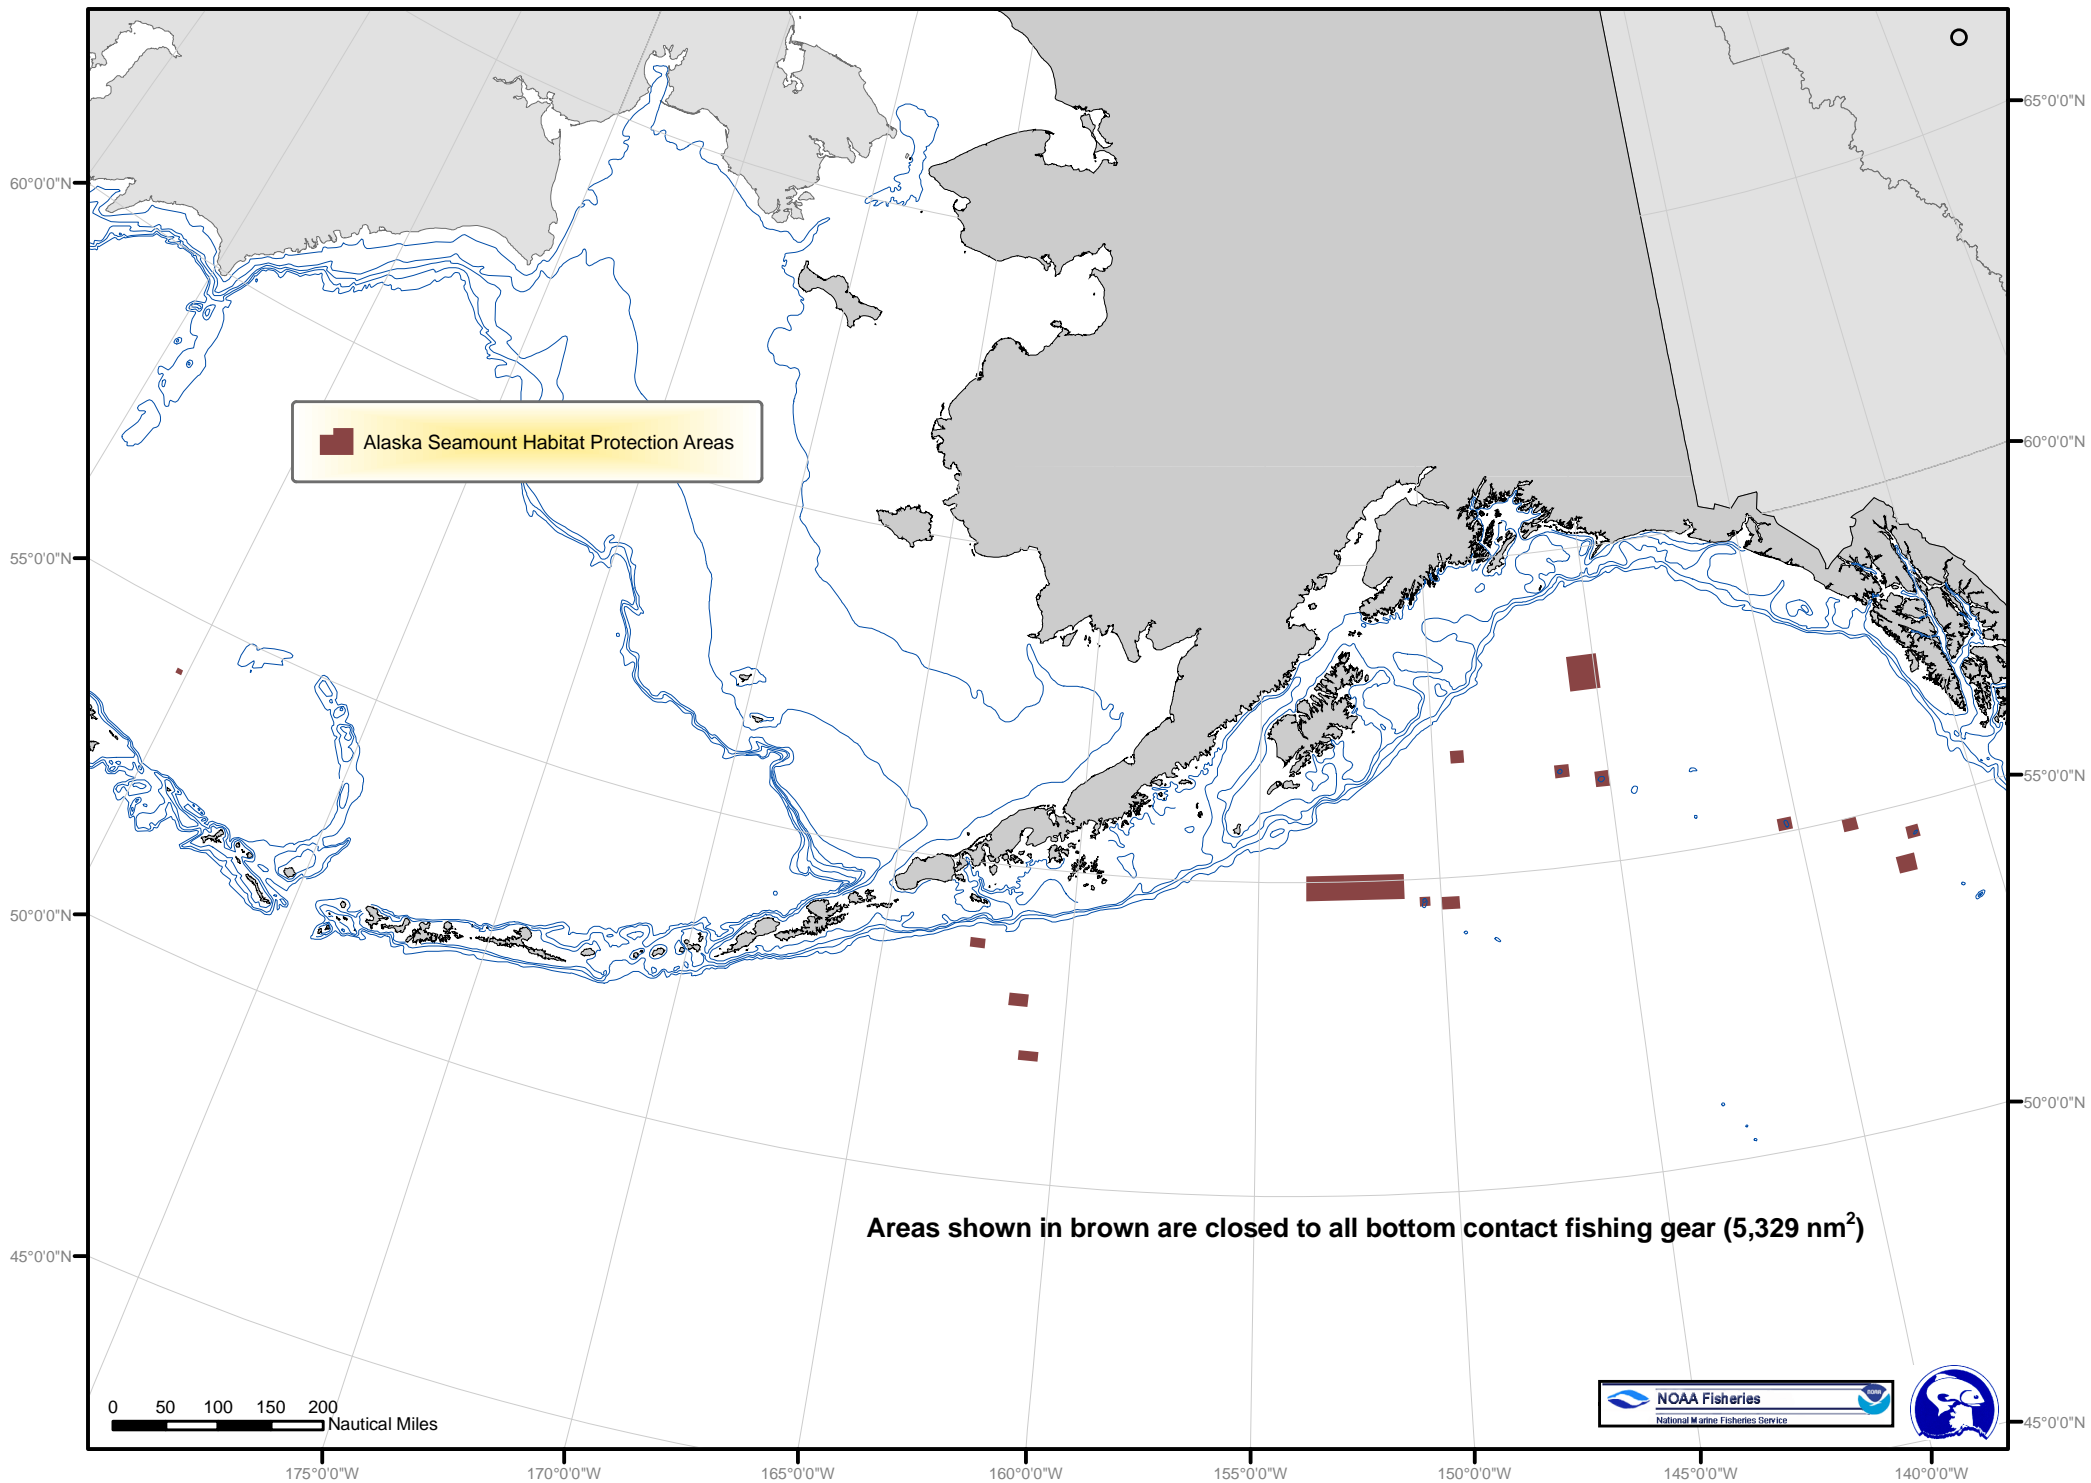 65°0'0"N
60°0'0"N
60°0'0"N
Alaska Seamount Habitat Protection Areas
55°0'0"N
55°0'0"N
50°0'0"N
50°0'0"N
Areas shown in brown are closed to all bottom contact fishing gear (5,329 nm²)
45°0'0"N
0 50 100 150 200
Nautical Miles
NOAA Fisheries
National Marine Fisheries Service
NOAA
45°0'0"N
175°0'0"W 170°0'0"W 165°0'0"W 160°0'0"W 155°0'0"W 150°0'0"W 145°0'0"W 140°0'0"W